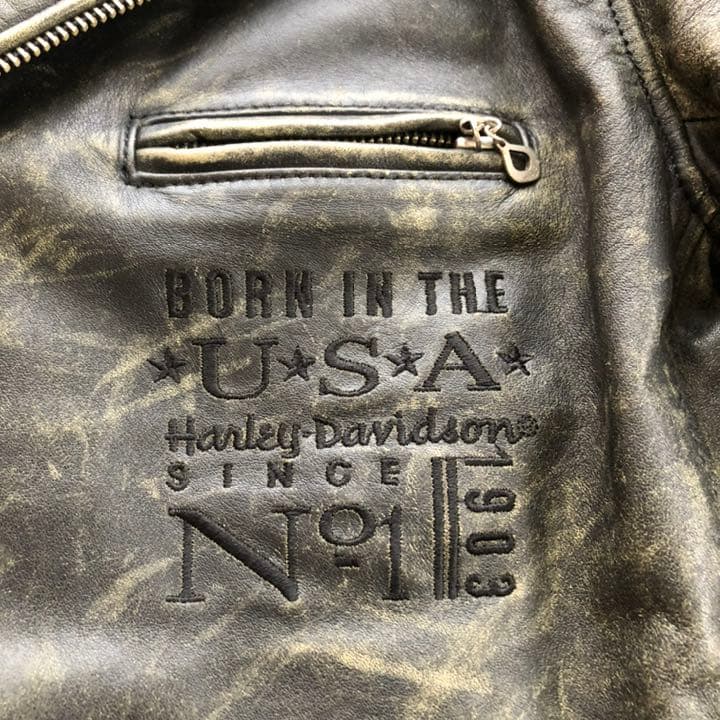 BORN IN THE
★U★S★A★
Harley-Davidson®
SINCE 1903
Nº1